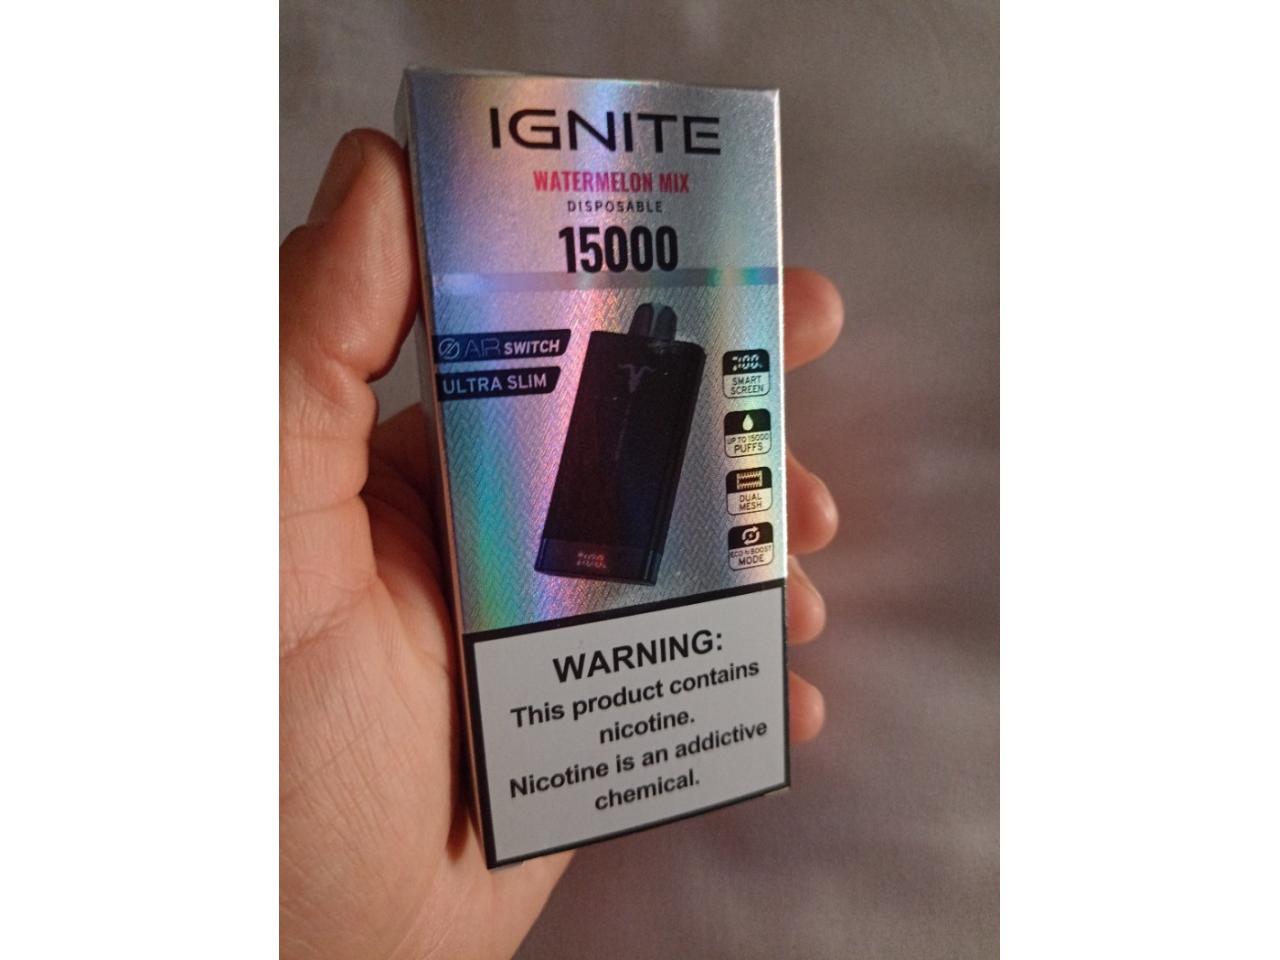 IGNITE
WATERMELON MIX
DISPOSABLE
15000
AIR SWITCH
ULTRA SLIM
100%
SMART
SCREEN
UP TO 15000
PUFFS
DUAL
MESH
ECO N BOOST
MODE
WARNING:
This product contains
nicotine.
Nicotine is an addictive
chemical.